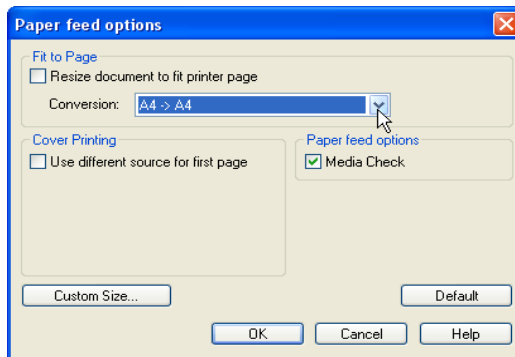 Paper feed options
Fit to Page
Resize document to fit printer page
Conversion: A4 -> A4
Cover Printing
Use different source for first page
Paper feed options
Media Check
Custom Size... Default
OK Cancel Help